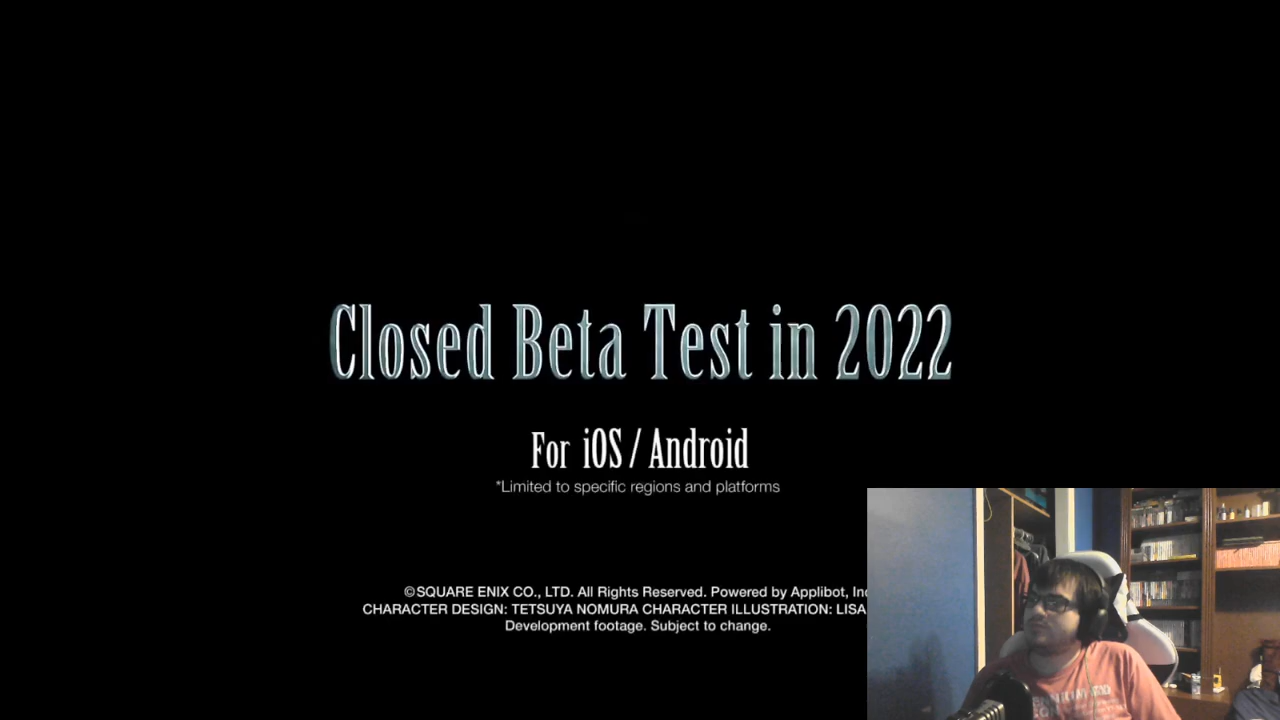 Closed Beta Test in 2022
For iOS / Android
*Limited to specific regions and platforms
©SQUARE ENIX CO., LTD. All Rights Reserved. Powered by Applibot, Inc
CHARACTER DESIGN: TETSUYA NOMURA CHARACTER ILLUSTRATION: LISA
Development footage. Subject to change.